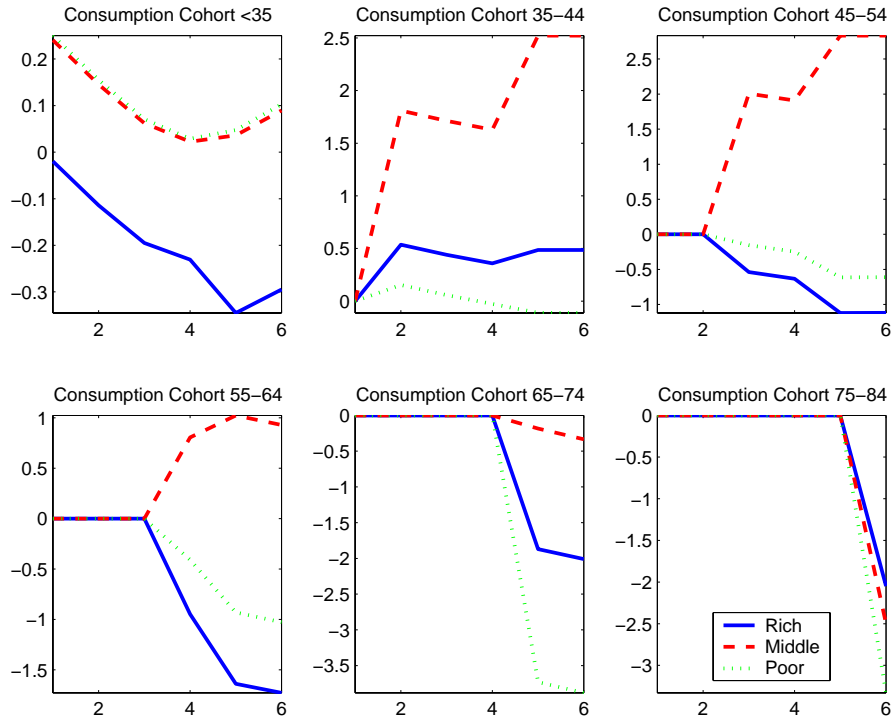 Consumption Cohort <35
0.25
0.2
0.1
0
−0.1
−0.2
−0.3
2 4 6
Consumption Cohort 35−44
2.5
2
1.5
1
0.5
0
2 4 6
Consumption Cohort 45−54
2.5
2
1.5
1
0.5
0
−0.5
−1
2 4 6
Consumption Cohort 55−64
1
0.5
0
−0.5
−1
−1.5
2 4 6
Consumption Cohort 65−74
0
−0.5
−1
−1.5
−2
−2.5
−3
−3.5
2 4 6
Consumption Cohort 75−84
0
−0.5
−1
−1.5
−2
−2.5
−3
2 4 6
Rich
Middle
Poor